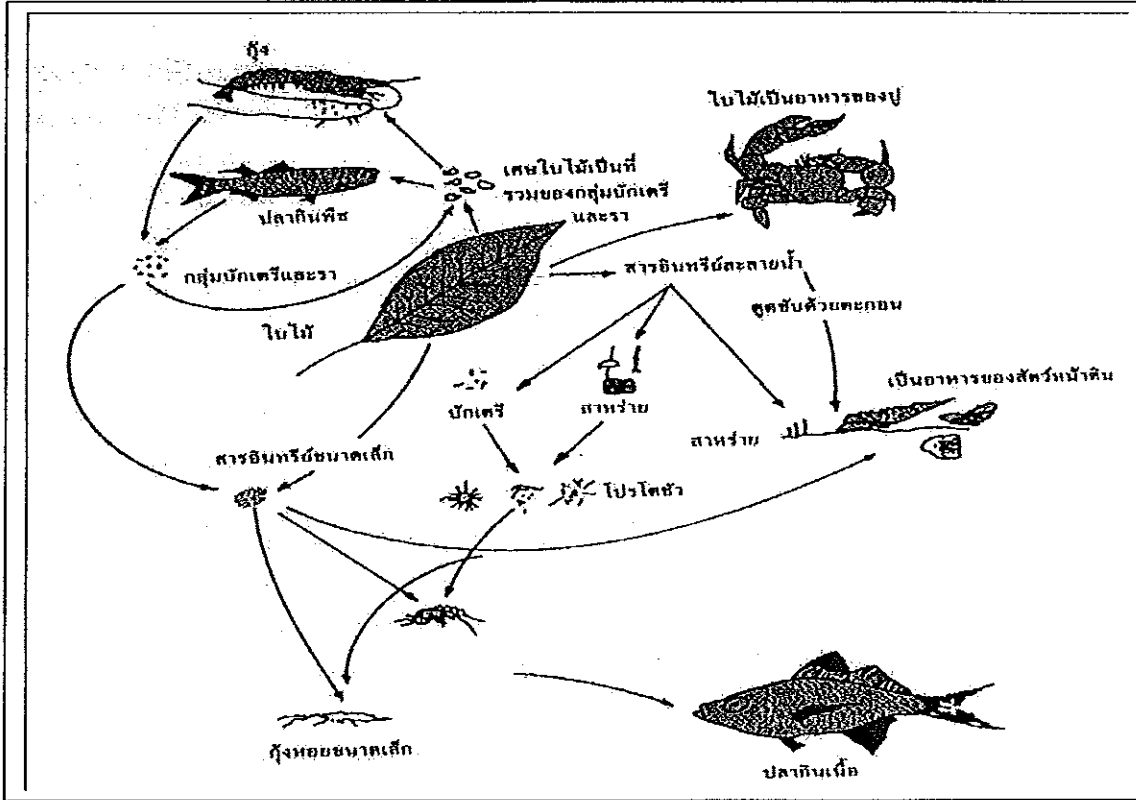 กุ้ง
ใบไม้เป็นอาหารของปู
เศษใบไม้เป็นที่
รวมของกลุ่มบักเตรี
และรา
ปลากินพืช
กลุ่มบักเตรีและรา
สารอินทรีย์ละลายน้ำ
ดูดซับด้วยตะกอน
ใบไม้
เป็นอาหารของสัตว์หน้าดิน
บักเตรี
สาหร่าย
สาหร่าย
สารอินทรีย์ขนาดเล็ก
โปรโตซัว
กุ้งหอยขนาดเล็ก
ปลากินเนื้อ